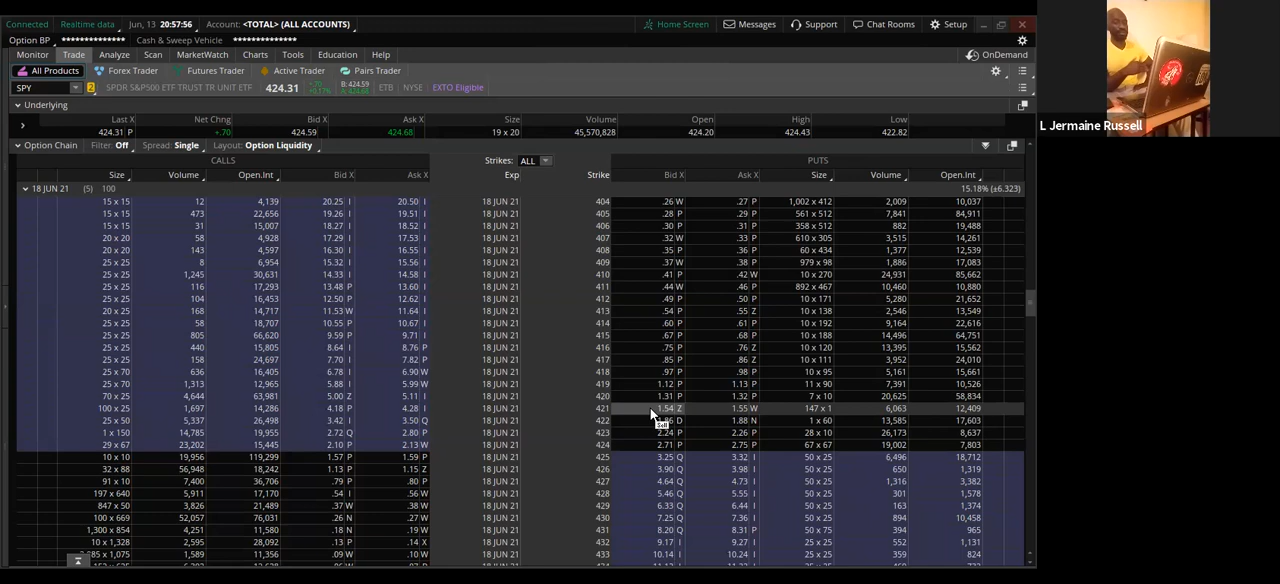 Connected Realtime data Jun, 13 20:57:56 Account: <TOTAL> (ALL ACCOUNTS) Home Screen Messages Support Chat Rooms Setup
Option BP ************** Cash & Sweep Vehicle **************
Monitor Trade Analyze Scan MarketWatch Charts Tools Education Help OnDemand
All Products Forex Trader Futures Trader Active Trader Pairs Trader
SPY 2 SPDR S&P500 ETF TRUST TR UNIT ETF 424.31 +.70 +0.17% B: 424.59 A: 424.68 ETB NYSE EXTO Eligible
Underlying
Last X Net Chng Bid X Ask X Size Volume Open High Low
424.31 P +.70 424.59 424.68 19 x 20 45,570,828 424.20 424.43 422.82
Option Chain Filter: Off Spread: Single Layout: Option Liquidity
CALLS Strikes: ALL PUTS
Size Volume Open.Int Bid X Ask X Exp Strike Bid X Ask X Size Volume Open.Int
18 JUN 21 (5) 100 15.18% (±6.323)
15 x 15 12 4,139 20.25 I 20.50 I 18 JUN 21 404 .26 W .27 P 1,002 x 412 2,009 10,037
15 x 15 473 22,656 19.26 I 19.51 I 18 JUN 21 405 .28 P .29 P 561 x 512 7,841 84,911
15 x 15 31 15,007 18.27 I 18.52 I 18 JUN 21 406 .30 P .31 P 358 x 512 882 19,488
20 x 20 58 4,928 17.29 I 17.53 I 18 JUN 21 407 .32 W .33 P 610 x 305 3,515 14,261
20 x 20 143 4,597 16.30 I 16.55 I 18 JUN 21 408 .35 P .36 P 60 x 434 1,377 12,539
25 x 25 8 6,954 15.32 I 15.56 I 18 JUN 21 409 .37 W .38 P 979 x 98 1,886 17,083
25 x 25 1,245 30,631 14.33 I 14.58 I 18 JUN 21 410 .41 P .42 W 10 x 270 24,931 85,662
25 x 25 116 17,293 13.48 P 13.60 I 18 JUN 21 411 .44 W .46 P 892 x 467 10,460 10,880
25 x 25 104 16,453 12.50 P 12.62 I 18 JUN 21 412 .49 P .50 P 10 x 171 5,280 21,652
20 x 25 168 14,717 11.53 W 11.64 I 18 JUN 21 413 .54 P .55 Z 10 x 138 2,546 13,549
25 x 25 58 18,707 10.55 P 10.67 I 18 JUN 21 414 .60 P .61 P 10 x 192 9,164 22,616
25 x 25 805 66,620 9.59 P 9.71 I 18 JUN 21 415 .67 P .68 P 10 x 188 14,496 64,751
25 x 25 440 15,805 8.64 I 8.76 P 18 JUN 21 416 .75 P .76 Z 10 x 120 13,395 15,562
25 x 25 158 24,697 7.70 I 7.82 P 18 JUN 21 417 .85 P .86 Z 10 x 111 3,952 24,010
25 x 70 636 16,405 6.78 I 6.90 W 18 JUN 21 418 .97 P .98 P 10 x 95 5,161 15,661
25 x 70 1,313 12,965 5.88 I 5.99 W 18 JUN 21 419 1.12 P 1.13 P 11 x 90 7,391 10,526
25 x 70 4,644 63,981 5.00 Z 5.11 I 18 JUN 21 420 1.31 P 1.32 P 7 x 10 20,625 58,834
100 x 25 1,697 14,286 4.18 P 4.28 I 18 JUN 21 421 1.54 Z 1.55 W 147 x 1 6,063 12,409
25 x 50 5,337 26,498 3.42 I 3.50 Q 18 JUN 21 422 D 1.88 N 1 x 60 13,585 17,603
1 x 150 14,785 19,955 2.72 Q 2.80 P 18 JUN 21 423 2.24 P 2.26 P 28 x 10 26,173 8,637
29 x 67 23,202 15,445 2.10 P 2.13 W 18 JUN 21 424 2.71 P 2.75 P 67 x 67 19,002 7,803
10 x 10 19,956 119,299 1.57 P 1.59 P 18 JUN 21 425 3.25 Q 3.32 I 50 x 25 6,496 18,712
32 x 88 56,948 18,242 1.13 P 1.15 Z 18 JUN 21 426 3.90 Q 3.98 I 50 x 25 650 1,319
91 x 10 7,400 36,706 .79 P .80 P 18 JUN 21 427 4.64 Q 4.73 I 50 x 25 1,316 3,382
197 x 640 5,911 17,170 .54 I .56 W 18 JUN 21 428 5.46 Q 5.55 I 50 x 25 301 1,578
847 x 50 3,826 21,489 .37 W .38 W 18 JUN 21 429 6.33 Q 6.44 I 50 x 25 163 1,374
100 x 669 52,057 76,031 .26 N .27 W 18 JUN 21 430 7.25 Q 7.36 I 50 x 25 894 10,458
1,300 x 854 4,251 11,580 .18 N .19 W 18 JUN 21 431 8.20 Q 8.31 P 50 x 75 394 965
10 x 1,328 2,595 28,092 .13 P .14 X 18 JUN 21 432 9.17 I 9.27 I 25 x 25 552 1,131
x 1,075 1,589 11,356 .09 W .10 W 18 JUN 21 433 10.14 I 10.24 I 25 x 25 359 824
Sell
L Jermaine Russell